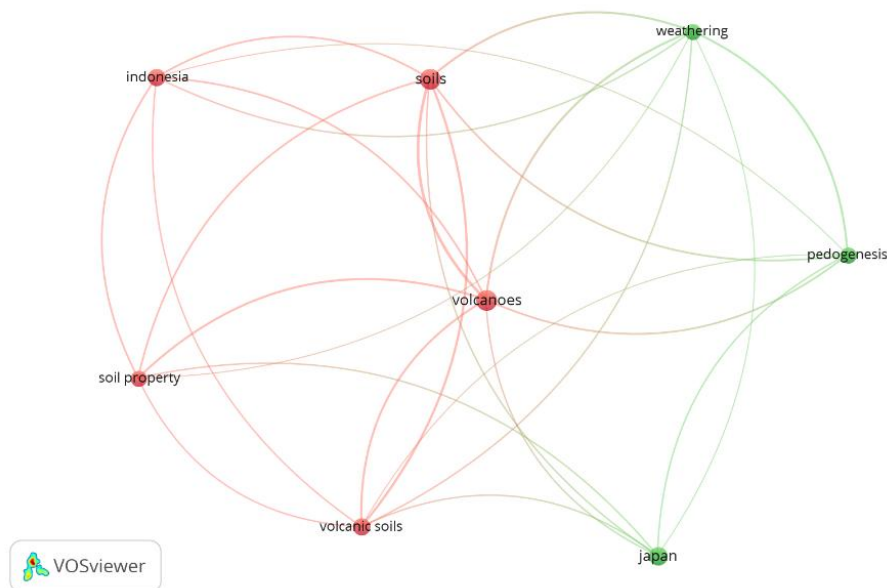 weathering
indonesia
soils
pedogenesis
volcanoes
soil property
volcanic soils
japan
VOSviewer